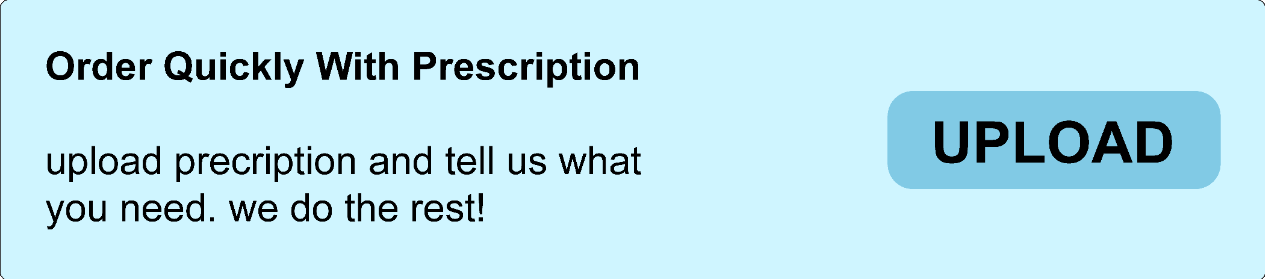 Order Quickly With Prescription
upload precription and tell us what
you need. we do the rest!
UPLOAD